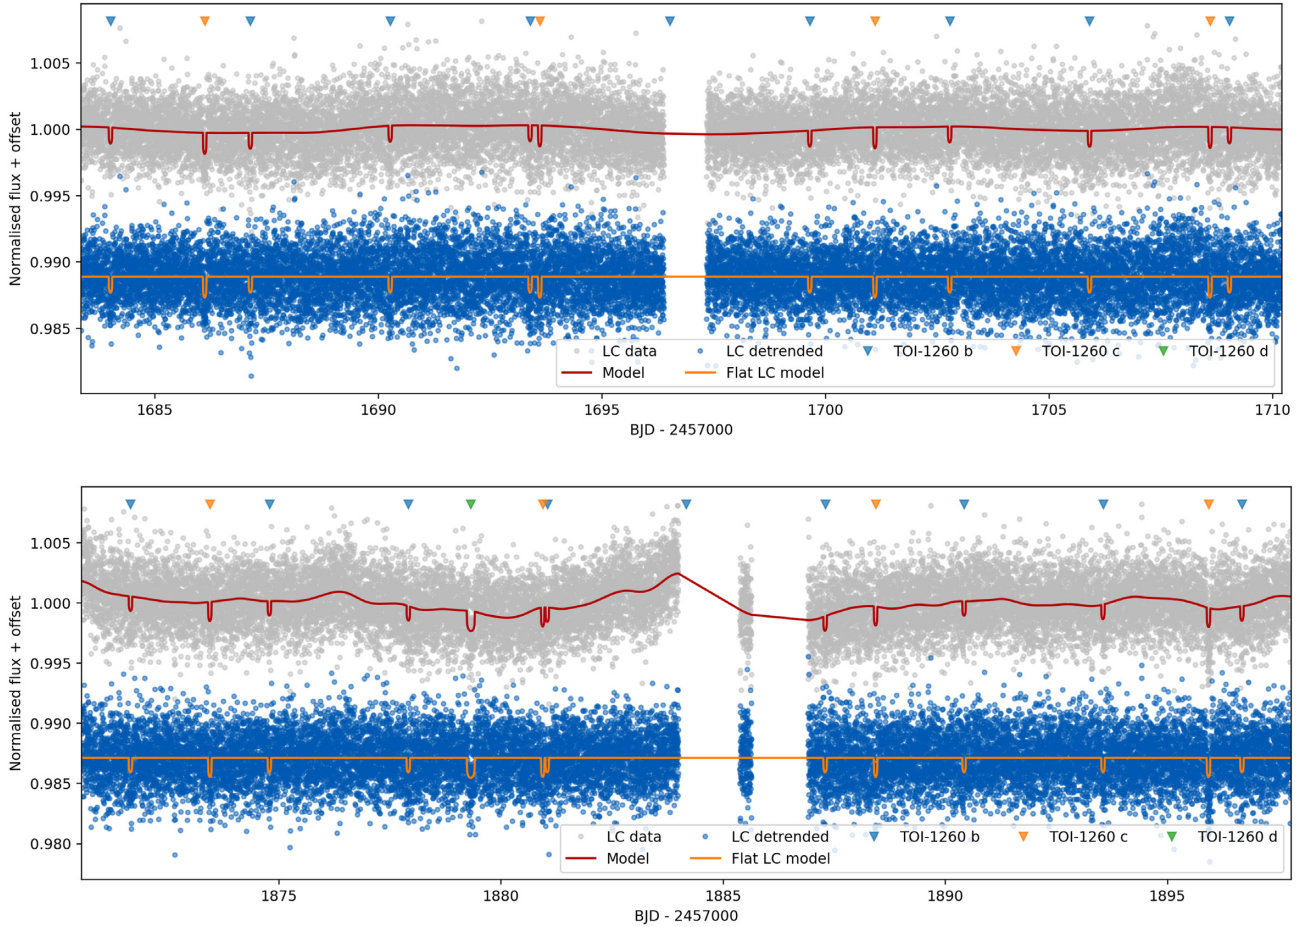 Normalised flux + offset
1.005
1.000
0.995
0.990
0.985
LC data LC detrended TOI-1260 b TOI-1260 c TOI-1260 d
Model Flat LC model
1685 1690 1695 1700 1705 1710
BJD - 2457000
Normalised flux + offset
1.005
1.000
0.995
0.990
0.985
0.980
LC data LC detrended TOI-1260 b TOI-1260 c TOI-1260 d
Model Flat LC model
1875 1880 1885 1890 1895
BJD - 2457000